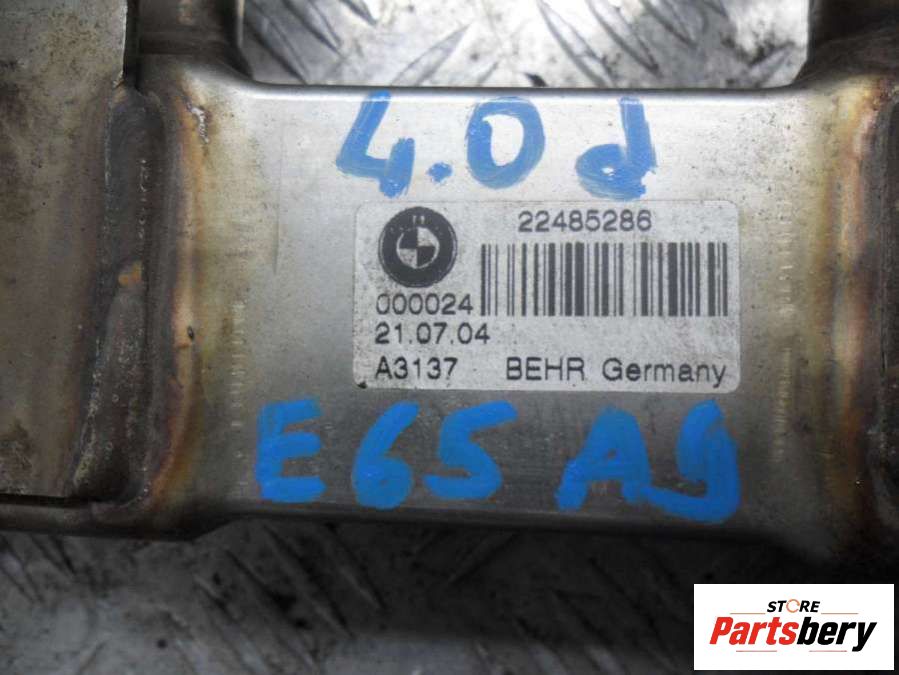 4.0d
22485286
000024
21.07.04
A3137 BEHR Germany
E65 A9
STORE
Partsbery